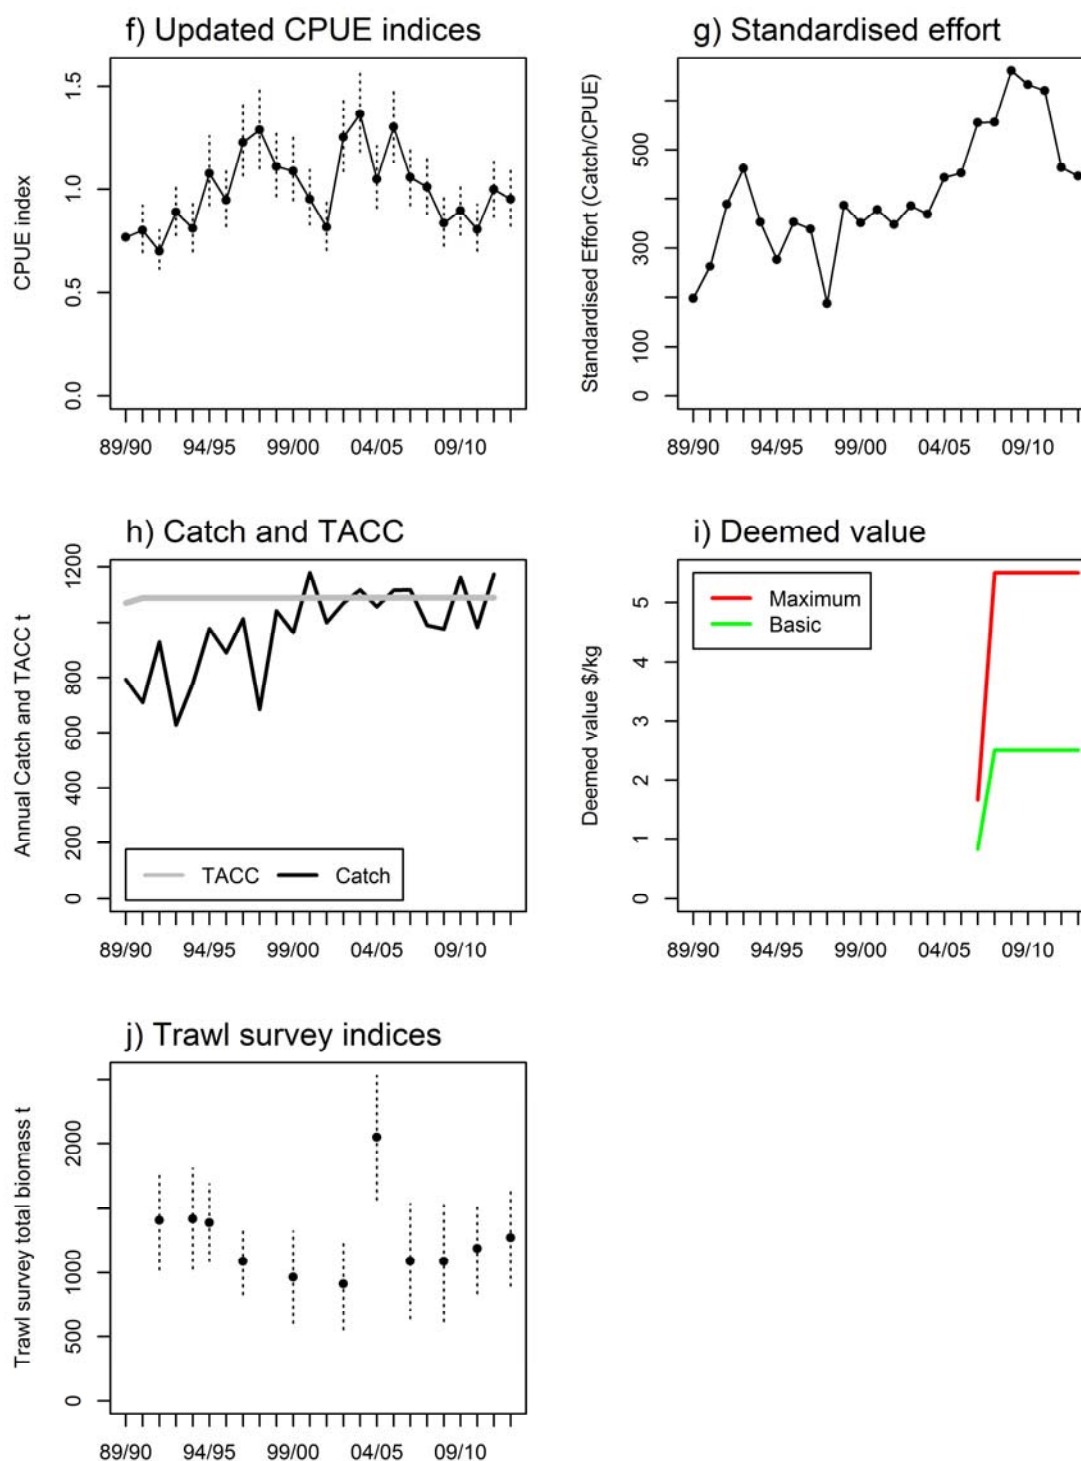 f) Updated CPUE indices
CPUE index
1.5
1.0
0.5
0.0
89/90 94/95 99/00 04/05 09/10
g) Standardised effort
Standardised Effort (Catch/CPUE)
500
300
100
0
89/90 94/95 99/00 04/05 09/10
h) Catch and TACC
Annual Catch and TACC t
1200
800
600
400
200
0
TACC Catch
89/90 94/95 99/00 04/05 09/10
i) Deemed value
Deemed value $/kg
5
4
3
2
1
0
Maximum
Basic
89/90 94/95 99/00 04/05 09/10
j) Trawl survey indices
Trawl survey total biomass t
2000
1000
500
0
89/90 94/95 99/00 04/05 09/10